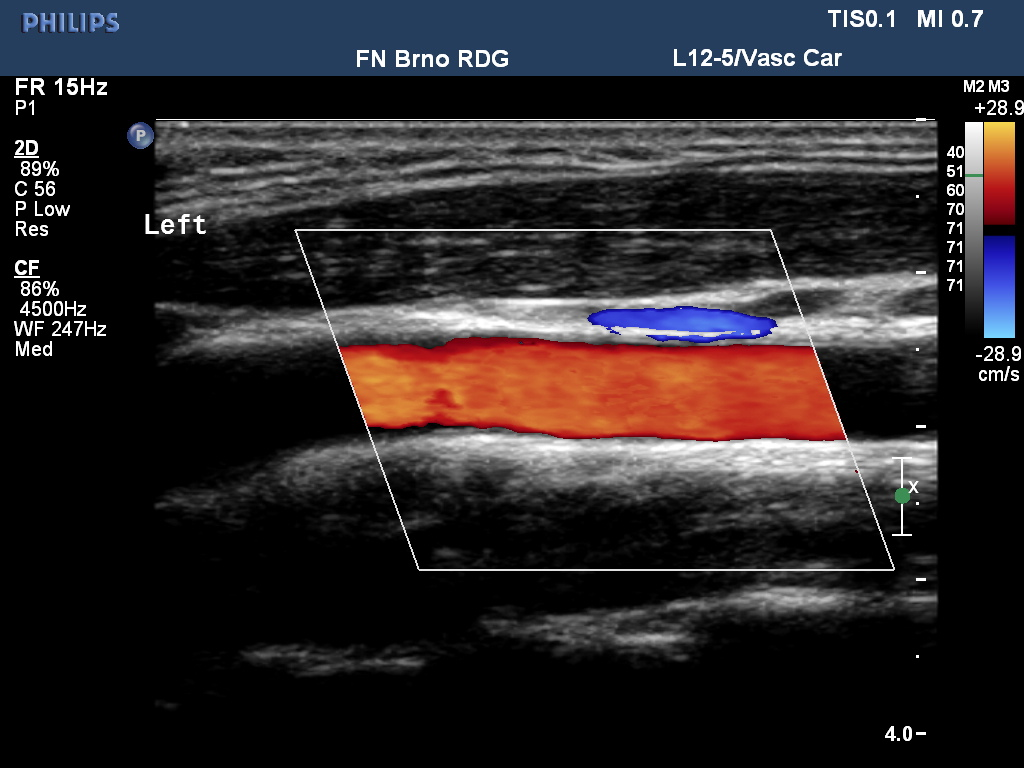 PHILIPS
TIS0.1 MI 0.7
FN Brno RDG
L12-5/Vasc Car
FR 15Hz
P1
2D
89%
C 56
P Low
Res
CF
86%
4500Hz
WF 247Hz
Med
P
Left
M2 M3
+28.9
40
51
60
70
71
71
71
71
-28.9
cm/s
X
4.0